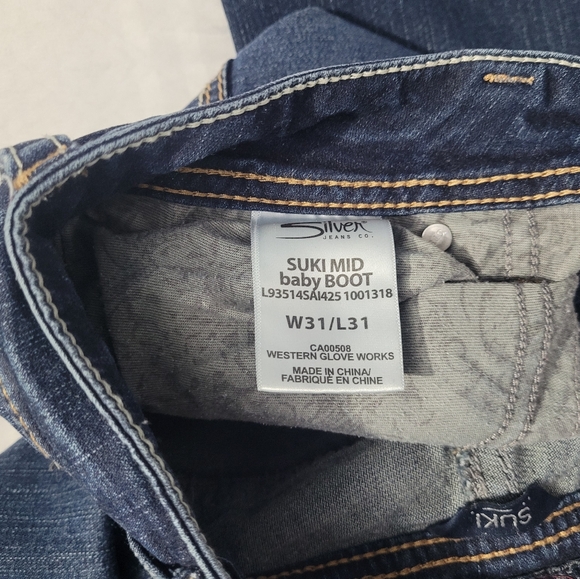 Silver
JEANS CO.
SUKI MID
baby BOOT
L93514SAI425 1001318
W31/L31
CA00508
WESTERN GLOVE WORKS
MADE IN CHINA/
FABRIQUÉ EN CHINE
SUKI